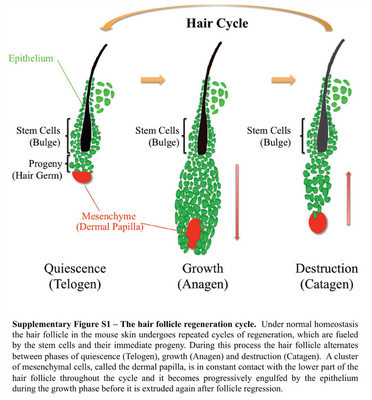 Hair Cycle
Epithelium
Stem Cells
(Bulge)
Stem Cells
(Bulge)
Stem Cells
(Bulge)
Progeny
(Hair Germ)
Mesenchyme
(Dermal Papilla)
Quiescence
(Telogen)
Growth
(Anagen)
Destruction
(Catagen)
Supplementary Figure S1 – The hair follicle regeneration cycle. Under normal homeostasis
the hair follicle in the mouse skin undergoes repeated cycles of regeneration, which are fueled
by the stem cells and their immediate progeny. During this process the hair follicle alternates
between phases of quiescence (Telogen), growth (Anagen) and destruction (Catagen). A cluster
of mesenchymal cells, called the dermal papilla, is in constant contact with the lower part of the
hair follicle throughout the cycle and it becomes progressively engulfed by the epithelium
during the growth phase before it is extruded again after follicle regression.